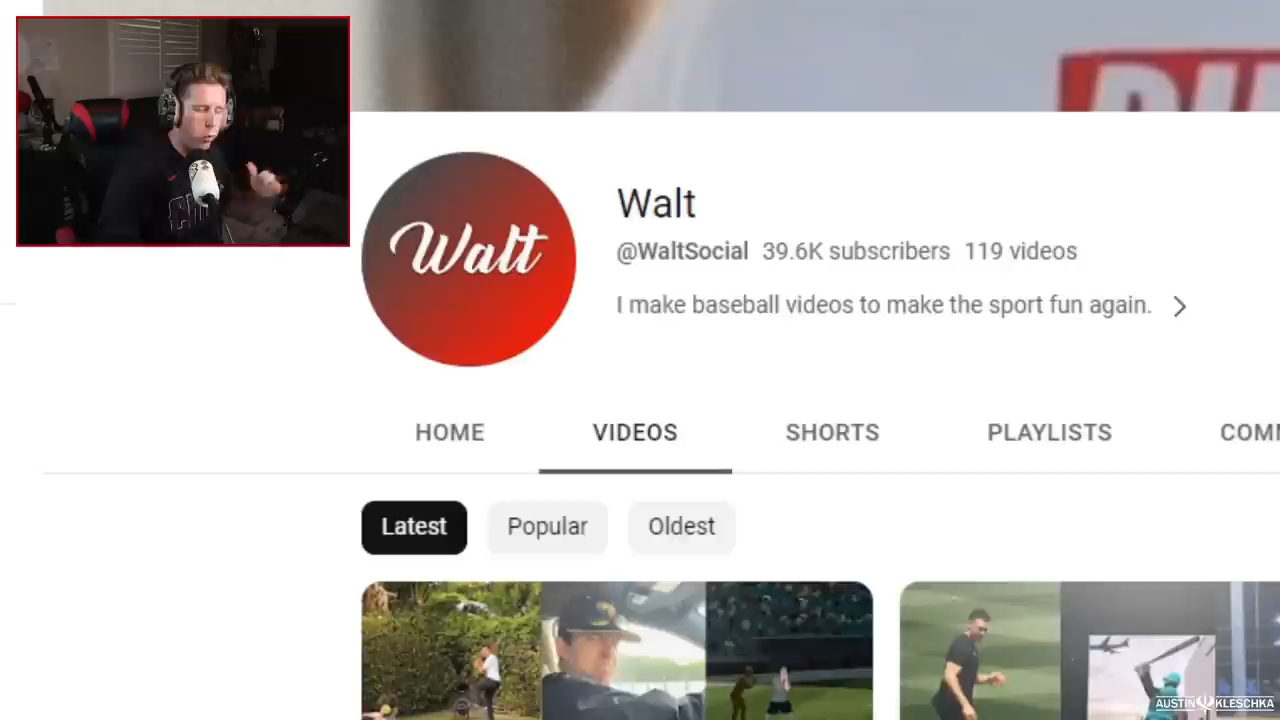 Walt
Walt
@WaltSocial 39.6K subscribers 119 videos
I make baseball videos to make the sport fun again.
HOME VIDEOS SHORTS PLAYLISTS COMM
Latest Popular Oldest
AUSTIN KLESCHKA